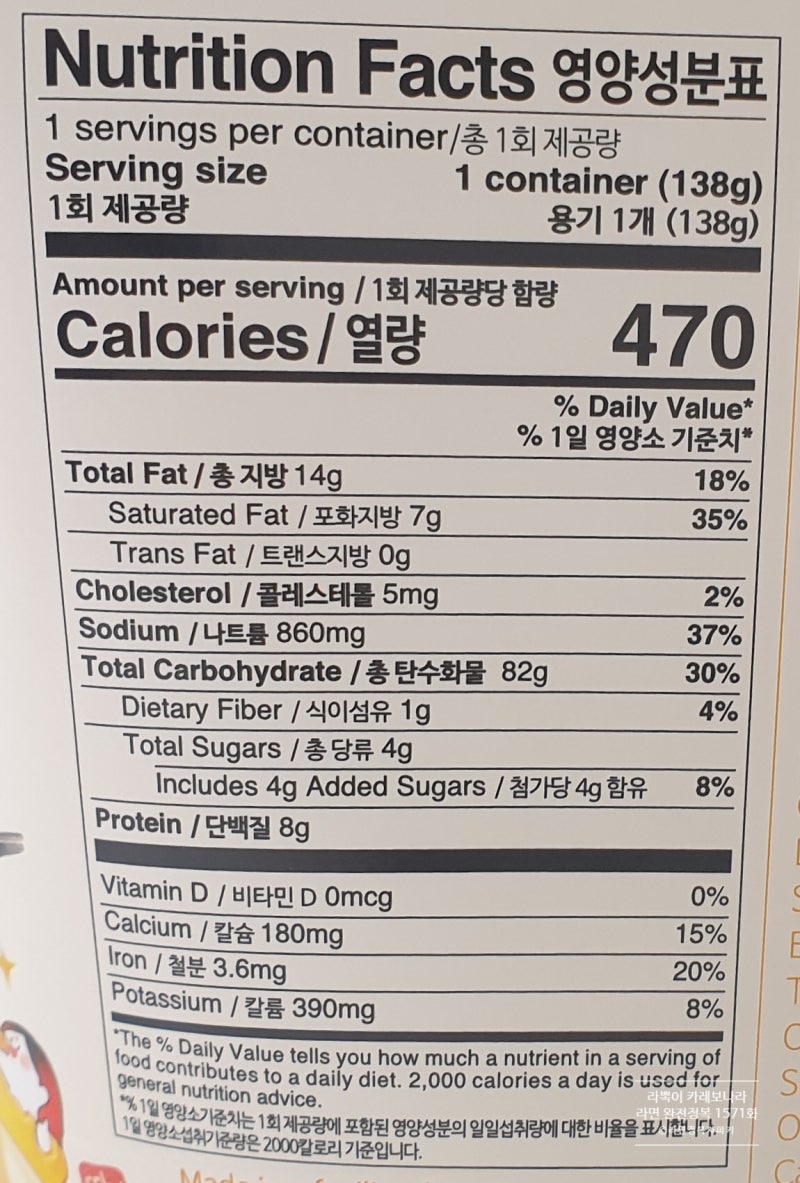 Nutrition Facts 영양성분표
1 servings per container/총 1회 제공량
Serving size 1 container (138g)
1회 제공량 용기 1개 (138g)
Amount per serving / 1회 제공량당 함량
Calories / 열량 470
% Daily Value*
% 1일 영양소 기준치*
Total Fat / 총 지방 14g 18%
Saturated Fat / 포화지방 7g 35%
Trans Fat / 트랜스지방 0g
Cholesterol / 콜레스테롤 5mg 2%
Sodium / 나트륨 860mg 37%
Total Carbohydrate / 총 탄수화물 82g 30%
Dietary Fiber / 식이섬유 1g 4%
Total Sugars / 총 당류 4g
Includes 4g Added Sugars / 첨가당 4g 함유 8%
Protein / 단백질 8g
Vitamin D / 비타민 D 0mcg 0%
Calcium / 칼슘 180mg 15%
Iron / 철분 3.6mg 20%
Potassium / 칼륨 390mg 8%
*The % Daily Value tells you how much a nutrient in a serving of
food contributes to a daily diet. 2,000 calories a day is used for
general nutrition advice.
*% 1일 영양소기준치는 1회 제공량에 포함된 영양성분의 일일섭취량에 대한 비율을 표시합니다.
1일 영양소섭취기준량은 2000칼로리 기준입니다.
라뽁이 카레보나라
라면 완전정복 1571화